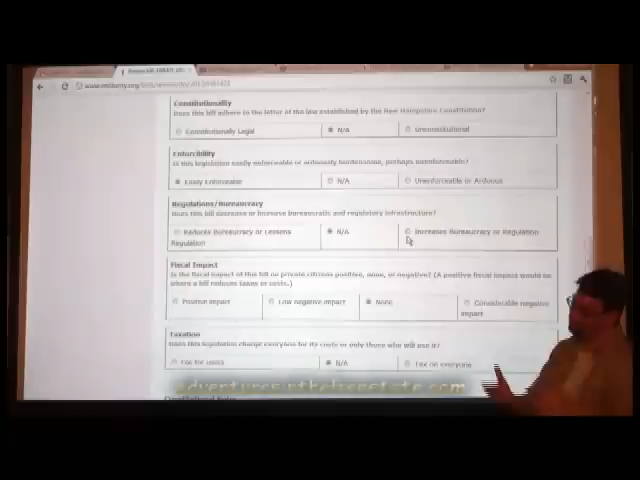 Constitutionality
Does this bill adhere to the letter of the law established by the New Hampshire Constitution?
Constitutionally Legal
N/A
Unconstitutional
Enforcibility
Is this legislation easily enforceable or arduously burdensome, perhaps unenforceable?
Easily Enforceable
N/A
Unenforceable or Arduous
Regulations/Bureaucracy
Does this bill decrease or increase bureaucratic and regulatory infrastructure?
Reduces Bureaucracy or Lessens
Regulation
N/A
Increases Bureaucracy or Regulation
Fiscal Impact
Is the fiscal impact of this bill on private citizens positive, none, or negative? (A positive fiscal impact would be
where a bill reduces taxes or costs.)
Positive impact
Low negative impact
None
Considerable negative
impact
Taxation
Does this legislation charge everyone for its costs or only those who will use it?
Tax for users
N/A
Tax on everyone
adventuresinthefreestate.com